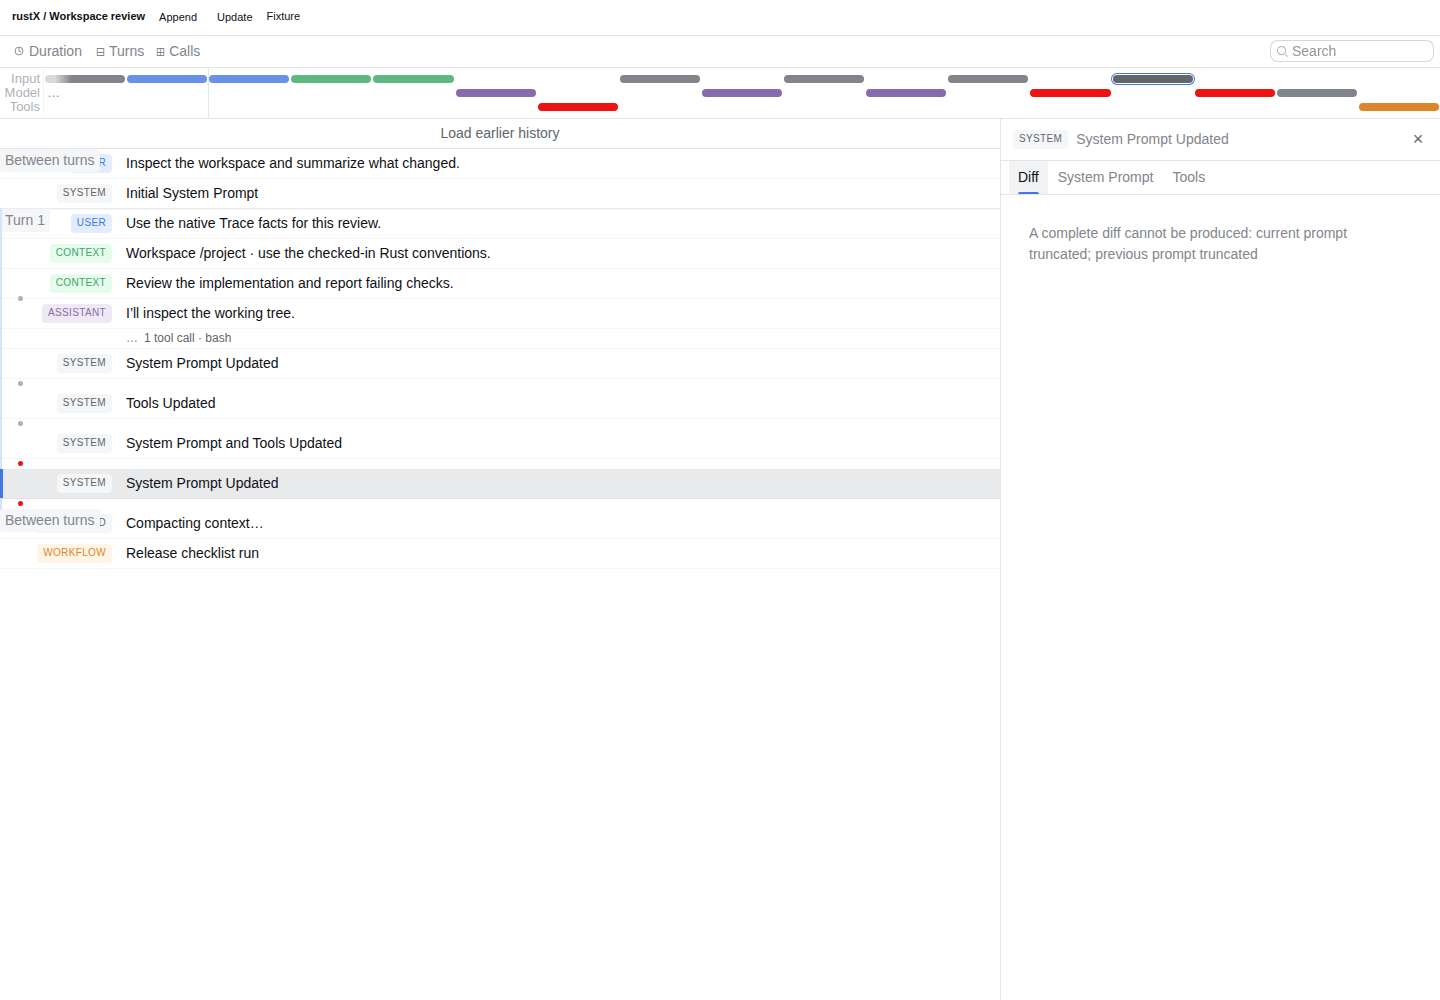 rustX / Workspace review Append Update Fixture
Duration Turns Calls Search
Input
Model …
Tools
Load earlier history
Between turns R Inspect the workspace and summarize what changed.
SYSTEM Initial System Prompt
Turn 1 USER Use the native Trace facts for this review.
CONTEXT Workspace /project · use the checked-in Rust conventions.
CONTEXT Review the implementation and report failing checks.
ASSISTANT I’ll inspect the working tree.
… 1 tool call · bash
SYSTEM System Prompt Updated
SYSTEM Tools Updated
SYSTEM System Prompt and Tools Updated
SYSTEM System Prompt Updated
Between turns D Compacting context…
WORKFLOW Release checklist run
SYSTEM System Prompt Updated ×
Diff System Prompt Tools
A complete diff cannot be produced: current prompt
truncated; previous prompt truncated